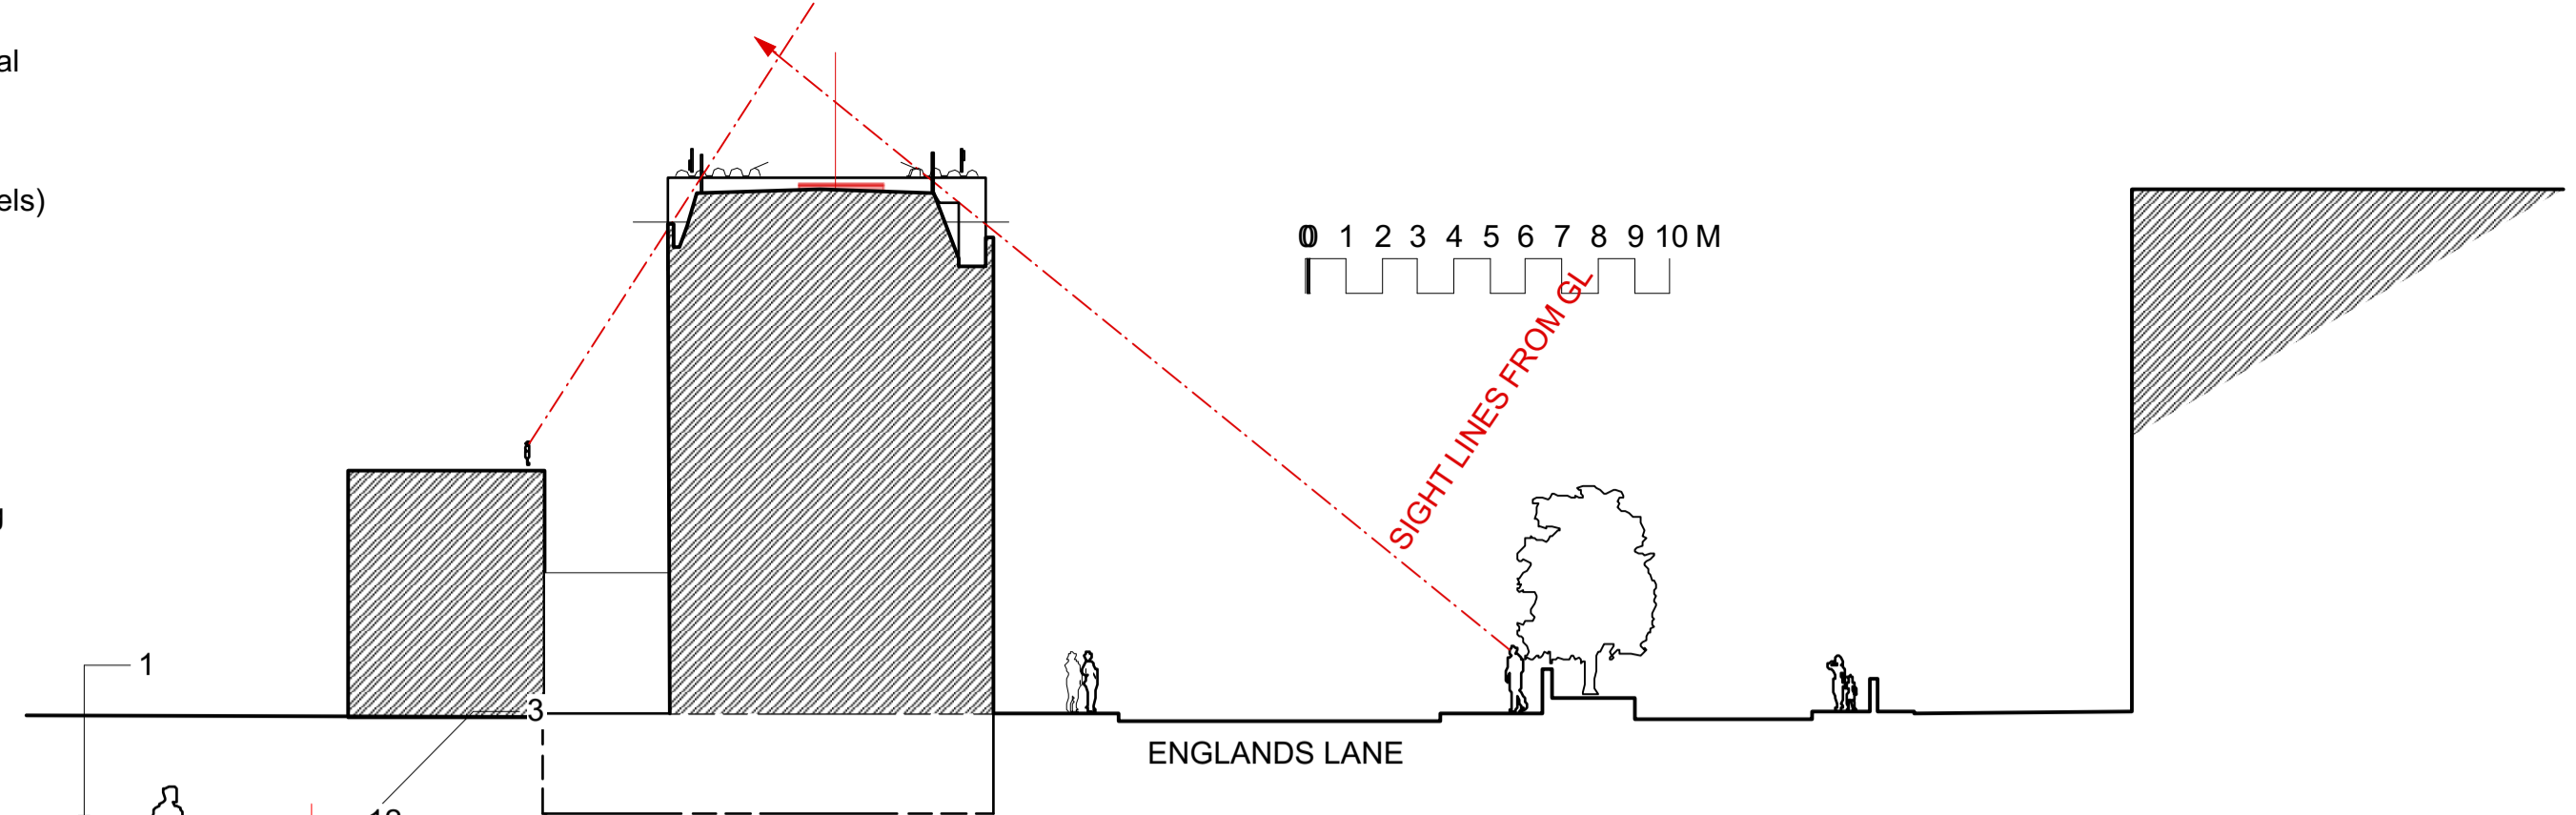 al
els)
0 1 2 3 4 5 6 7 8 9 10 M
SIGHT LINES FROM GL
g
1
3
ENGLANDS LANE